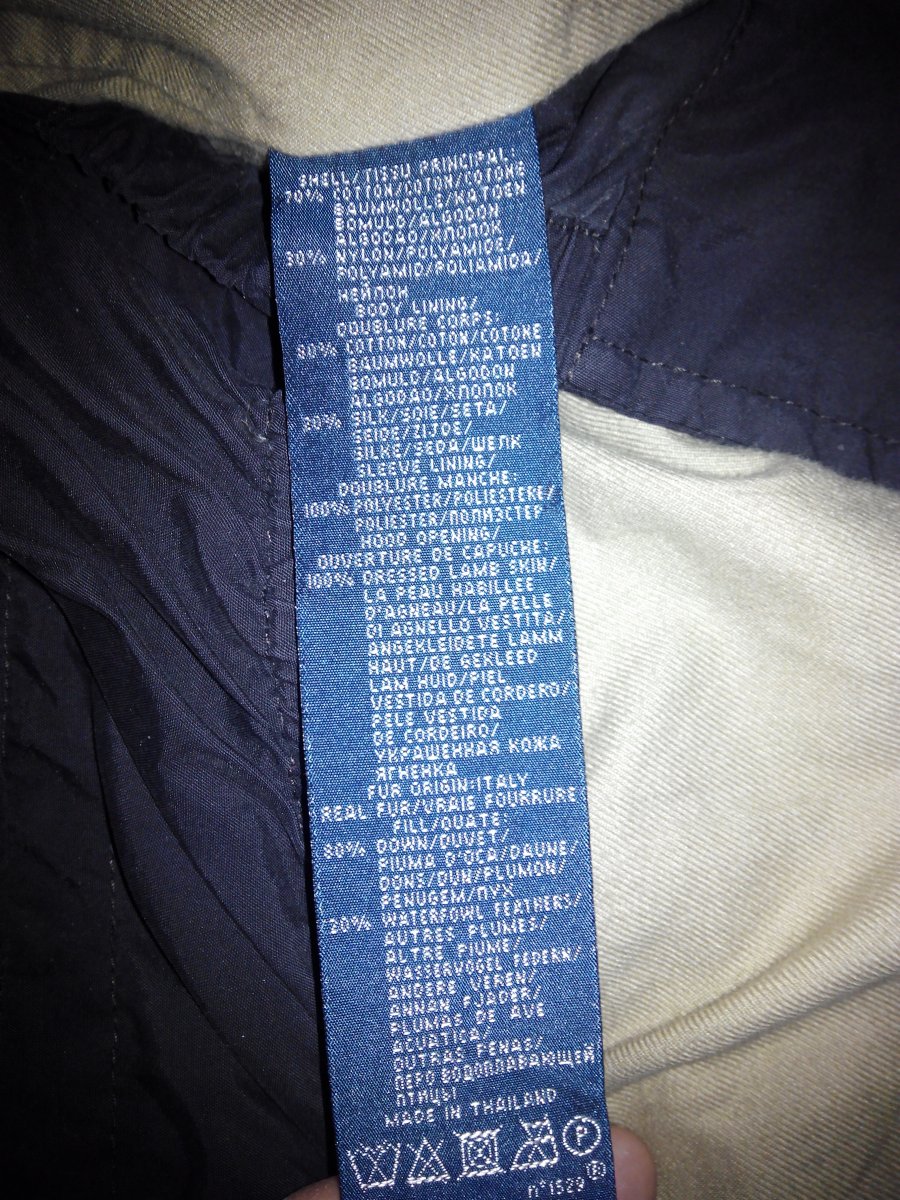 SHELL/TISSU PRINCIPAL:
70% COTTON/COTON/COTONE
BAUMWOLLE/KATOEN
BOMULD/ALGODON
ALGODAO/ХЛОПОК
30% NYLON/POLYAMIDE/
POLYAMID/POLIAMIDA/
НЕЙЛОН
BODY LINING/
DOUBLURE CORPS:
80% COTTON/COTON/COTONE
BAUMWOLLE/KATOEN
BOMULD/ALGODON
ALGODAO/ХЛОПОК
20% SILK/SOIE/SETA/
SEIDE/ZIJDE/
SILKE/SEDA/ШЕЛК
SLEEVE LINING/
DOUBLURE MANCHE:
100% POLYESTER/POLIESTERE/
POLIESTER/ПОЛИЭСТЕР
HOOD OPENING/
OUVERTURE DE CAPUCHE:
100% DRESSED LAMB SKIN/
LA PEAU HABILLEE
D'AGNEAU/LA PELLE
DI AGNELLO VESTITA/
ANGEKLEIDETE LAMM
HAUT/DE GEKLEED
LAM HUID/PIEL
VESTIDA DE CORDERO/
PELE VESTIDA
DE CORDEIRO/
УКРАШЕННАЯ КОЖА
ЯГНЕНКА
FUR ORIGIN:ITALY
REAL FUR/VRAIE FOURRURE
FILL/OUATE:
80% DOWN/DUVET/
PIUMA D'OCA/DAUNE/
DONS/DUN/PLUMON/
PENUGEM/ПУХ
20% WATERFOWL FEATHERS/
AUTRES PLUMES/
ALTRE PIUME/
WASSERVOGEL FEDERN/
ANDERE VEREN/
ANNAN FJADER/
PLUMAS DE AVE
ACUATICA/
OUTRAS PENAS/
ПЕРО ВОДОПЛАВАЮЩЕЙ
ПТИЦЫ
MADE IN THAILAND
P
n°1529 ®